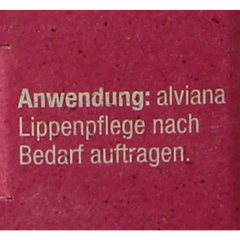 Anwendung: alviana
Lippenpflege nach
Bedarf auftragen.